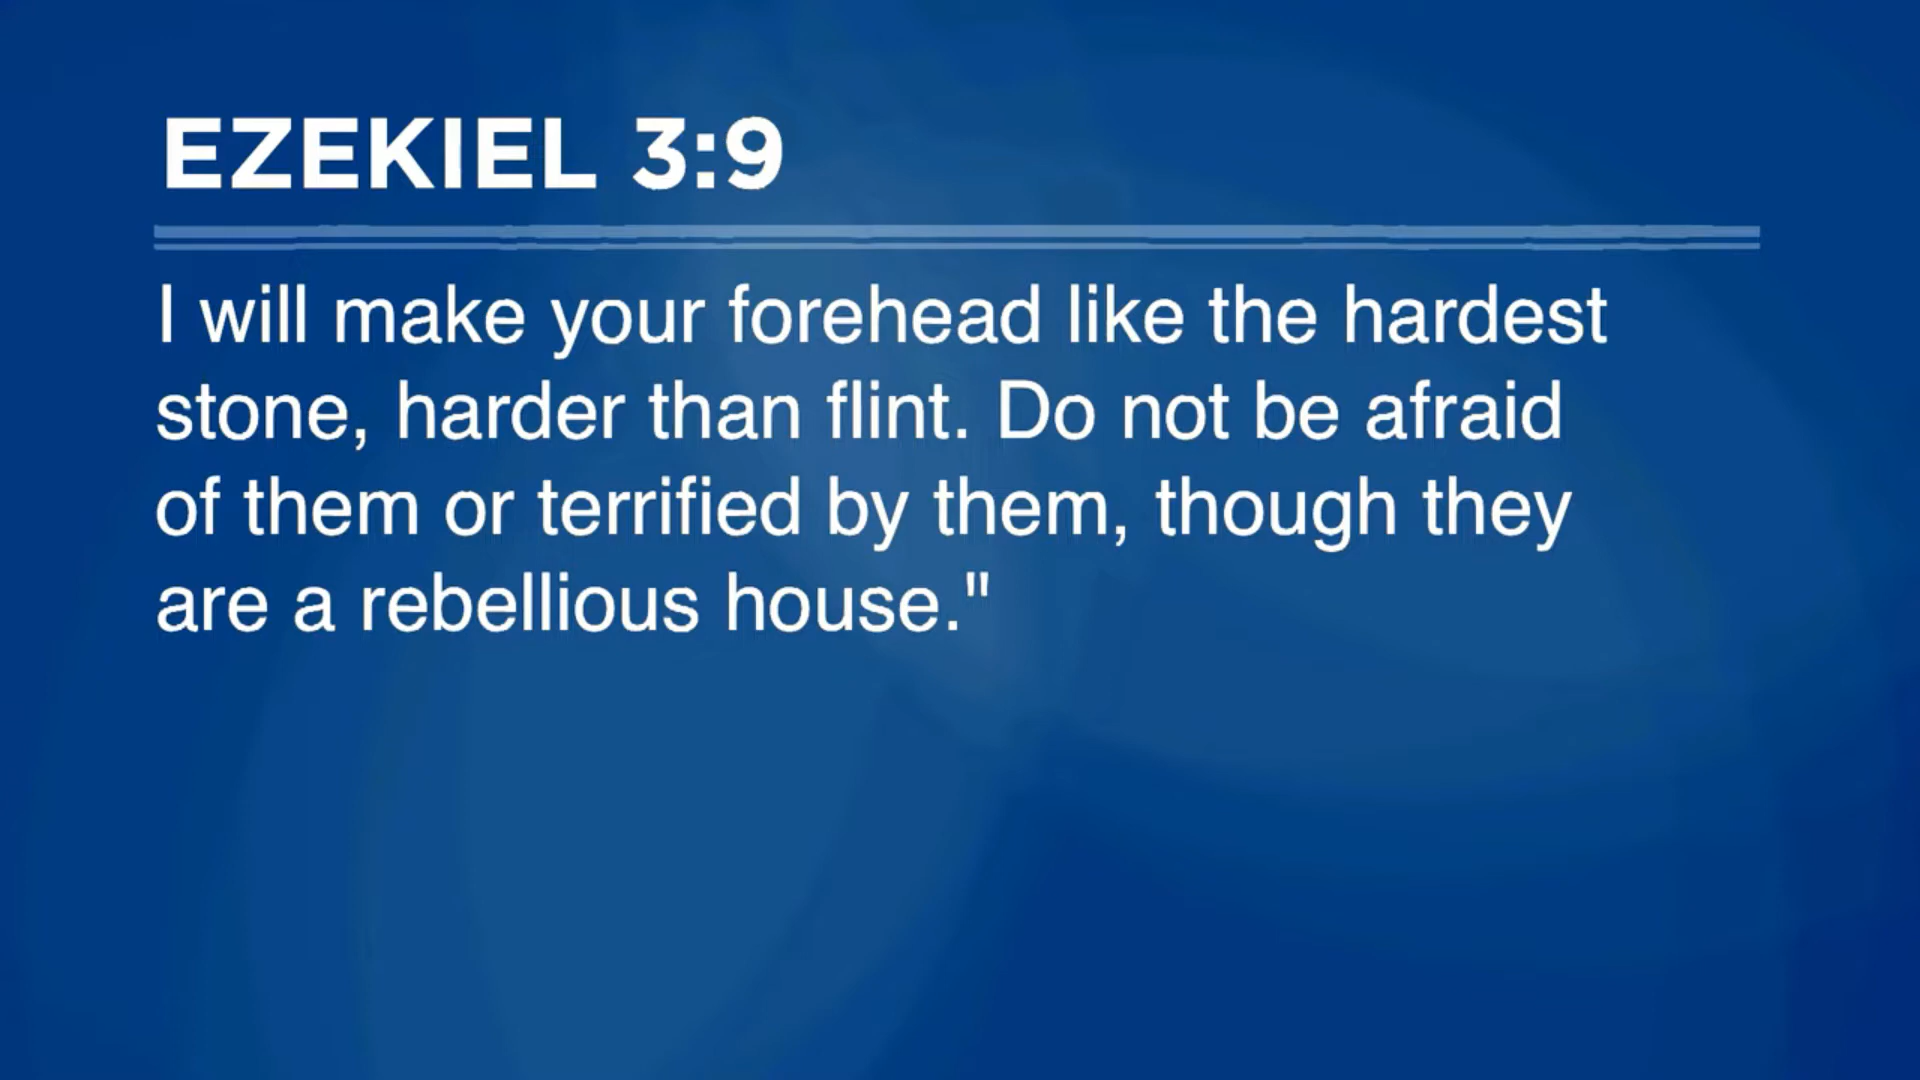 EZEKIEL 3:9
I will make your forehead like the hardest
stone, harder than flint. Do not be afraid
of them or terrified by them, though they
are a rebellious house."